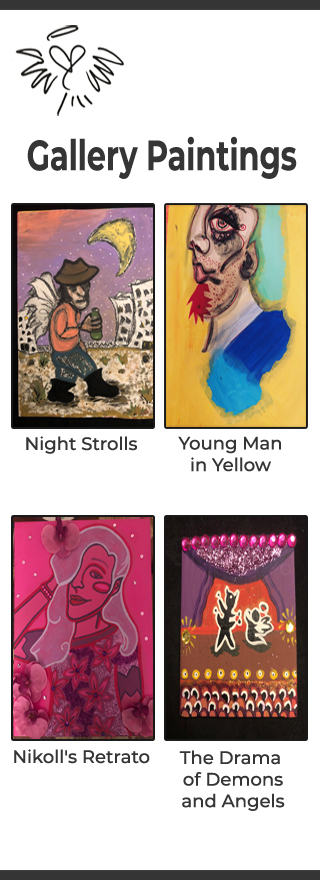 Gallery Paintings
Night Strolls
Young Man
in Yellow
Nikoll's Retrato
The Drama
of Demons
and Angels